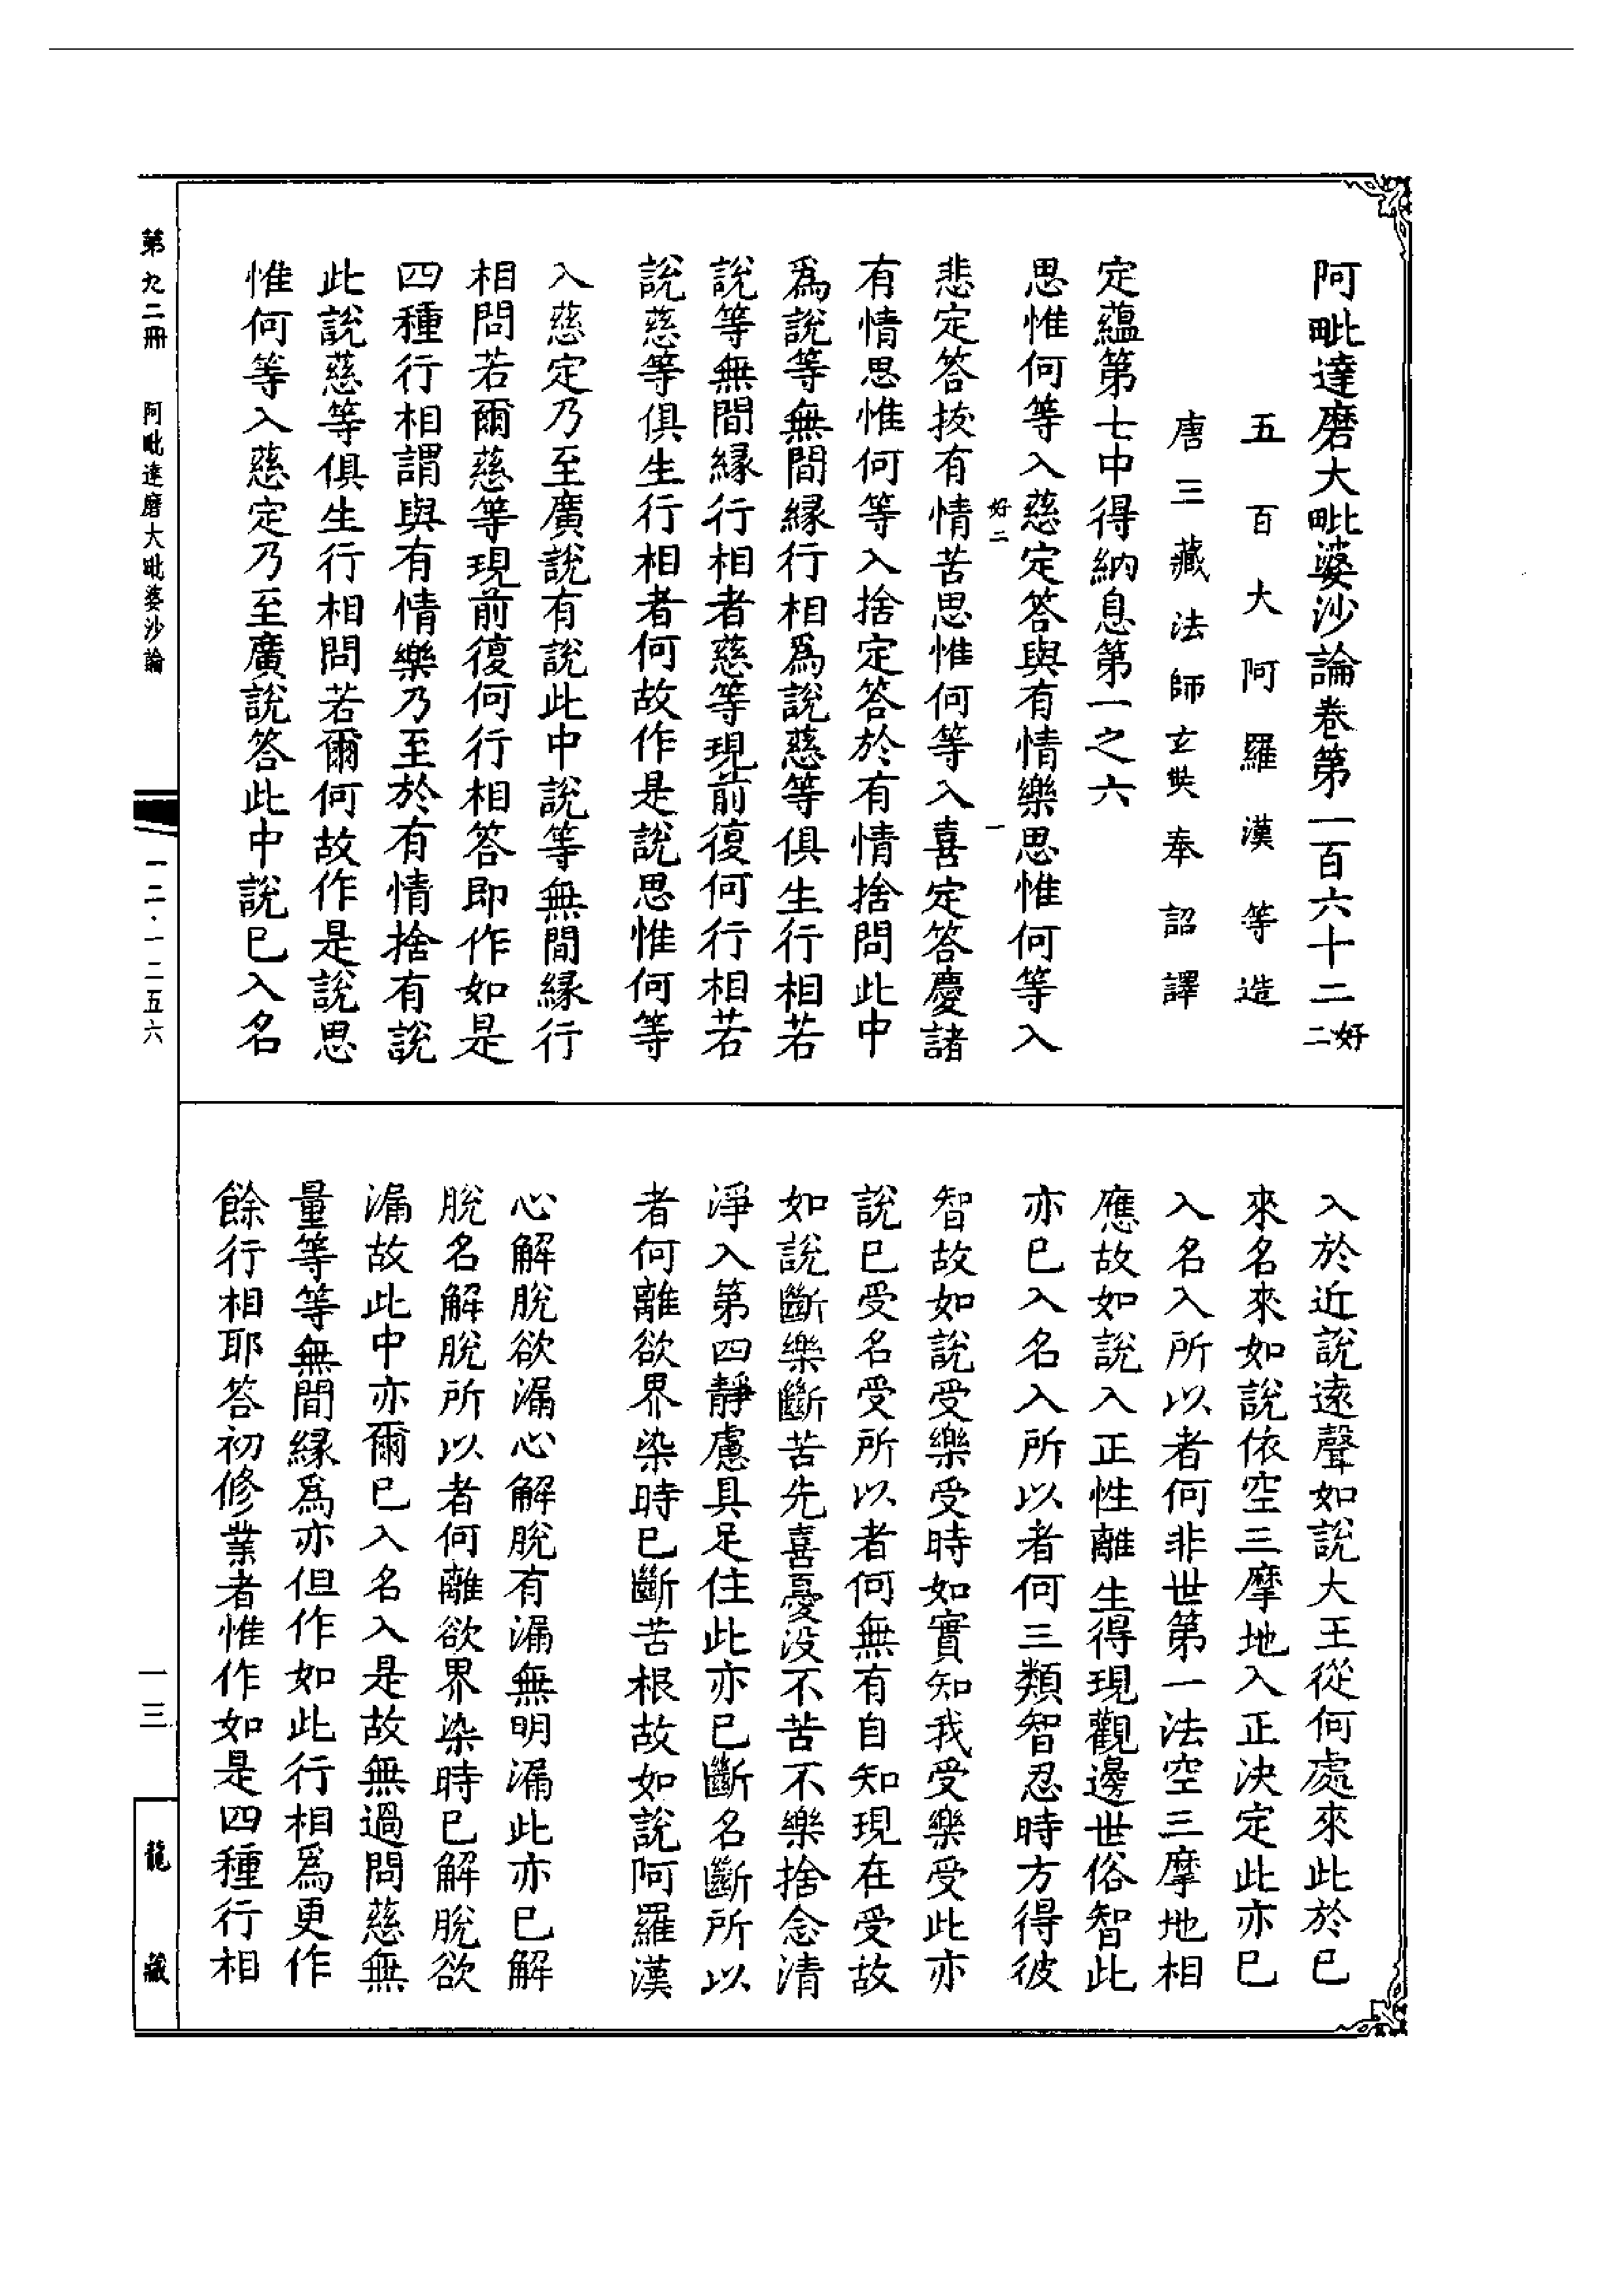 阿毗達磨大毗婆沙論卷第一百六十二 好二
五百大阿羅漢等造
唐三藏法師玄奘奉詔譯
定蘊第七中得納息第一之六
思惟何等入慈定答與有情樂思惟何等入
好二 一
悲定答拔有情苦思惟何等入喜定答慶諸
有情思惟何等入捨定答於有情捨問此中
爲說等無間緣行相爲說慈等俱生行相若
說等無間緣行相者慈等現前復何行相若
說慈等俱生行相者何故作是說思惟何等
入慈定乃至廣說有說此中說等無間緣行
相問若爾慈等現前復何行相答即作如是
四種行相謂與有情樂乃至於有情捨有說
此說慈等俱生行相問若爾何故作是說思
惟何等入慈定乃至廣說答此中說巳入名
入於近說遠聲如說大王從何處來此於巳
來名來如說依空三摩地入正決定此亦巳
入名入所以者何非世第一法空三摩地相
應故如說入正性離生得現觀邊世俗智此
亦巳入名入所以者何三類智忍時方得彼
智故如說受樂受時如實知我受樂受此亦
說巳受名受所以者何無有自知現在受故
如說斷樂斷苦先喜憂没不苦不樂捨念清
淨入第四靜慮具足住此亦巳斷名斷所以
者何離欲界染時巳斷苦根故如說阿羅漢
心解脫欲漏心解脫有漏無明漏此亦巳解
脫名解脫所以者何離欲界染時巳解脫欲
漏故此中亦爾巳入名入是故無過問慈無
量等等無間緣爲亦但作如此行相爲更作
餘行相耶答初修業者惟作如是四種行相
第九二冊 阿毗達磨大毗婆沙論
一二·一二五六
一三
龍藏